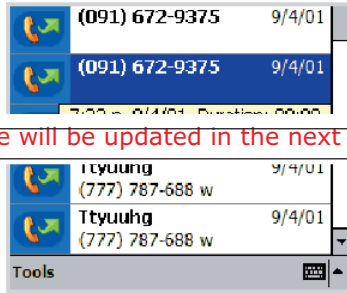 (091) 672-9375 9/4/01
(091) 672-9375 9/4/01
e will be updated in the next
Ttyuuhg 9/4/01
(777) 787-688 w
Ttyuuhg 9/4/01
(777) 787-688 w
Tools